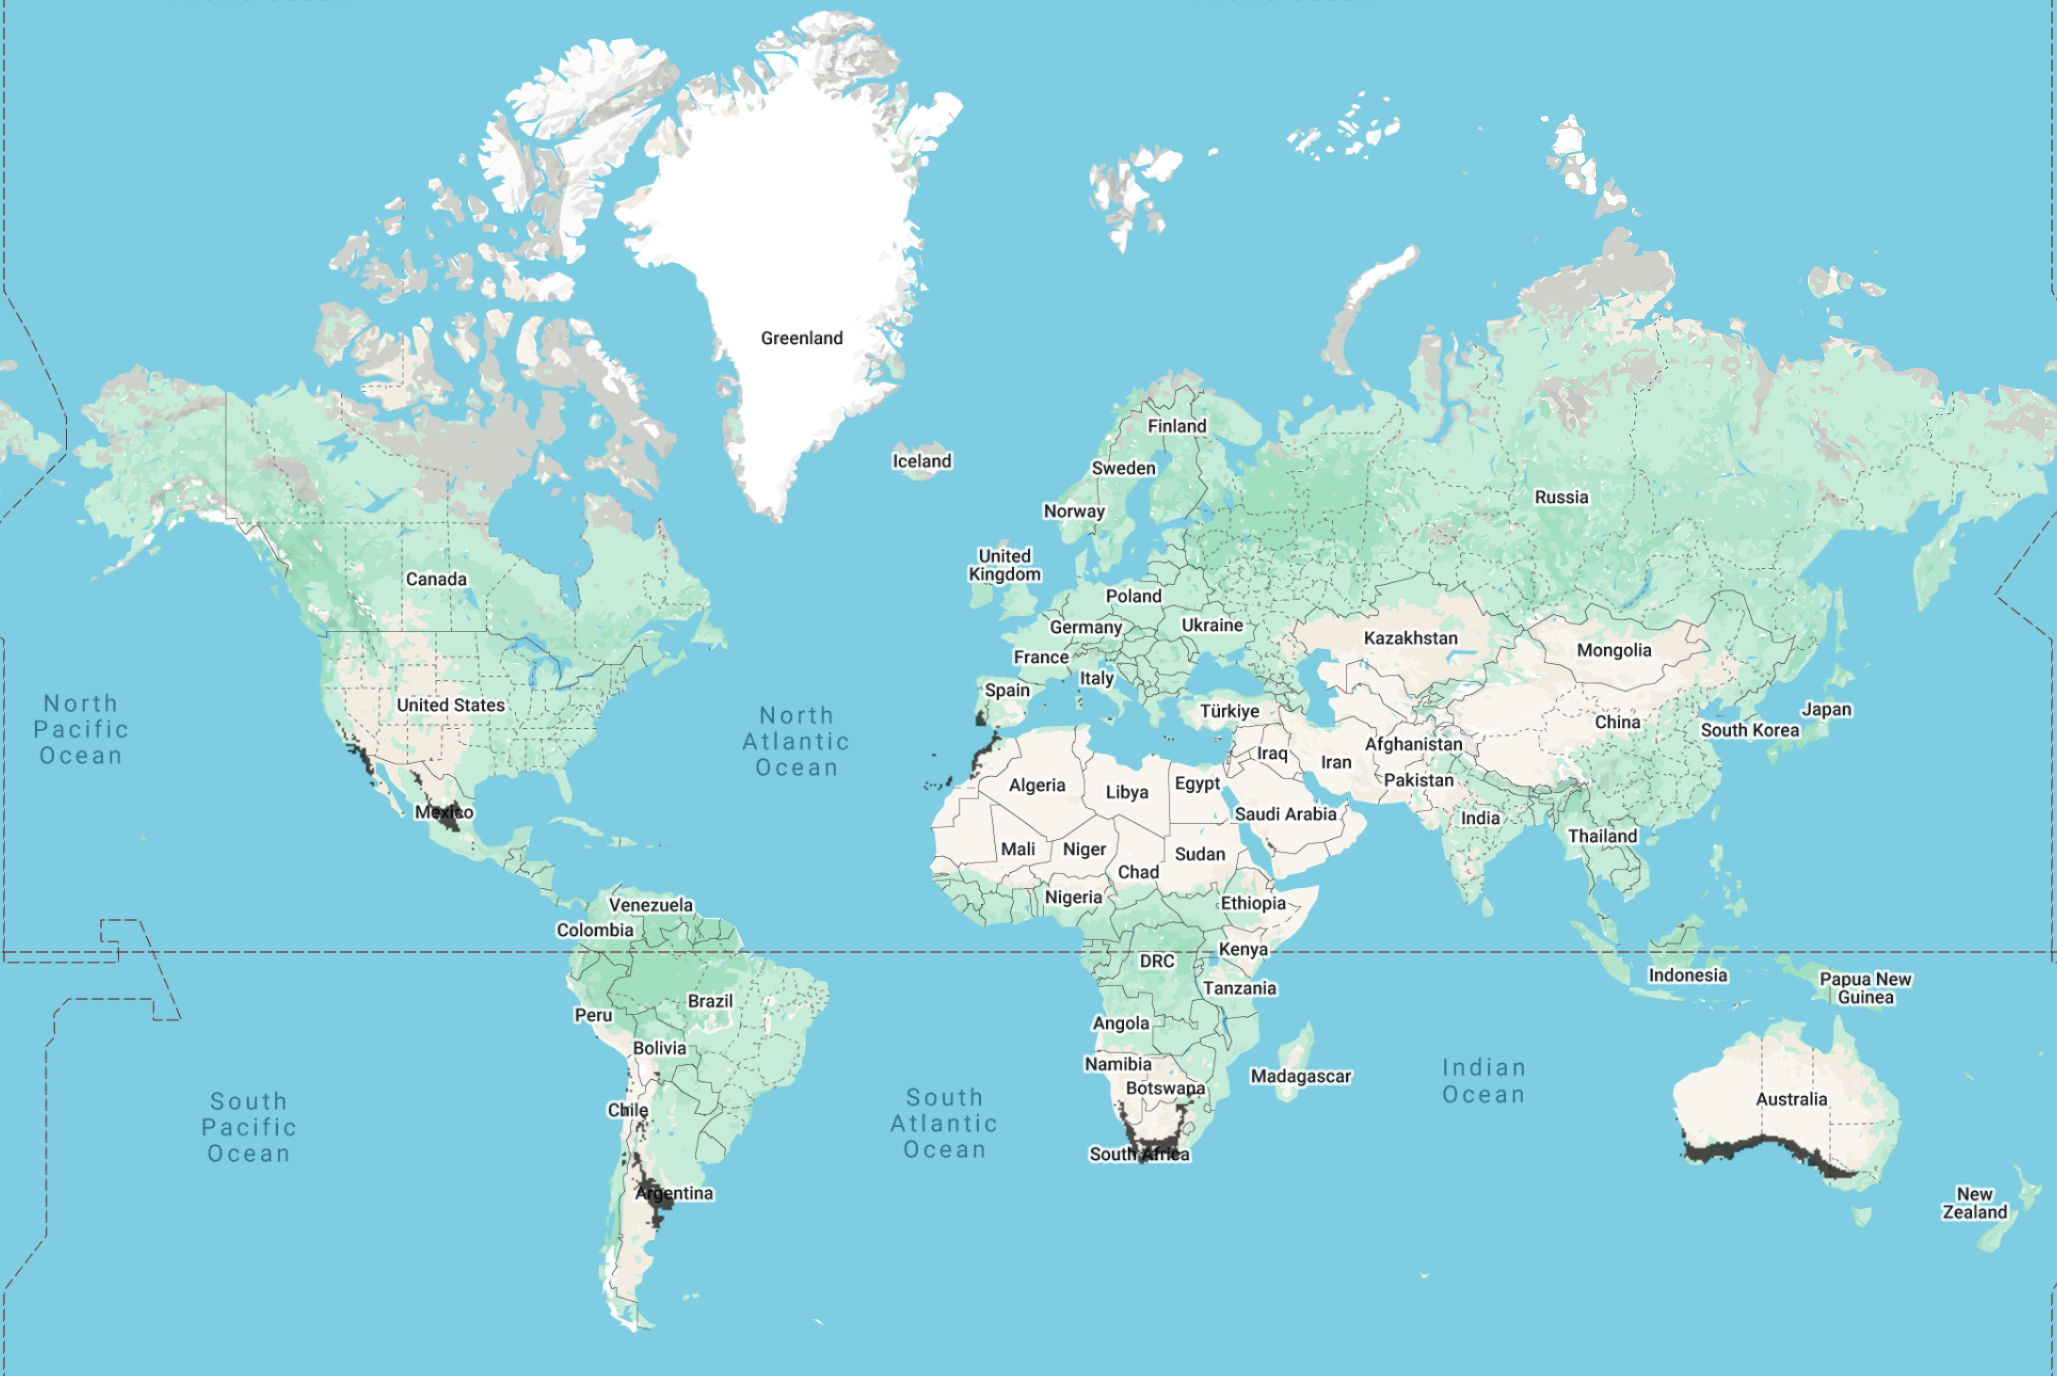 Greenland
Finland
Iceland
Sweden
Russia
Norway
United
Kingdom
Canada
Poland
Ukraine
Germany
Kazakhstan
Mongolia
France
Italy
Spain
United States
Türkiye
China
Japan
South Korea
North
Pacific
Ocean
North
Atlantic
Ocean
Afghanistan
Iraq
Iran
Pakistan
Algeria
Libya
Egypt
Saudi Arabia
India
Mexico
Thailand
Mali
Niger
Sudan
Chad
Nigeria
Ethiopia
Venezuela
Colombia
Kenya
DRC
Indonesia
Papua New
Guinea
Tanzania
Brazil
Peru
Angola
Bolivia
Namibia
Botswana
Madagascar
Indian
Ocean
Australia
South
Pacific
Ocean
Chile
South
Atlantic
Ocean
South Africa
Argentina
New
Zealand